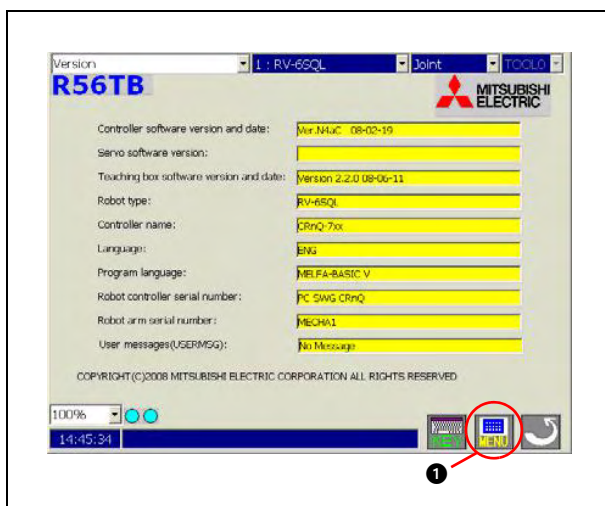 Version 1 : RV-6SQL Joint TOOL0
R56TB
MITSUBISHI
ELECTRIC
Controller software version and date: Ver.N4aC 08-02-19
Servo software version:
Teaching box software version and date: Version 2.2.0 08-06-11
Robot type: RV-6SQL
Controller name: CRnQ-7xx
Language: ENG
Program language: MELFA-BASIC V
Robot controller serial number: PC SWG CRnQ
Robot arm serial number: MECHA1
User messages(USERMSG): No Message
COPYRIGHT(C)2008 MITSUBISHI ELECTRIC CORPORATION ALL RIGHTS RESERVED
100%
14:45:34 MENU
1